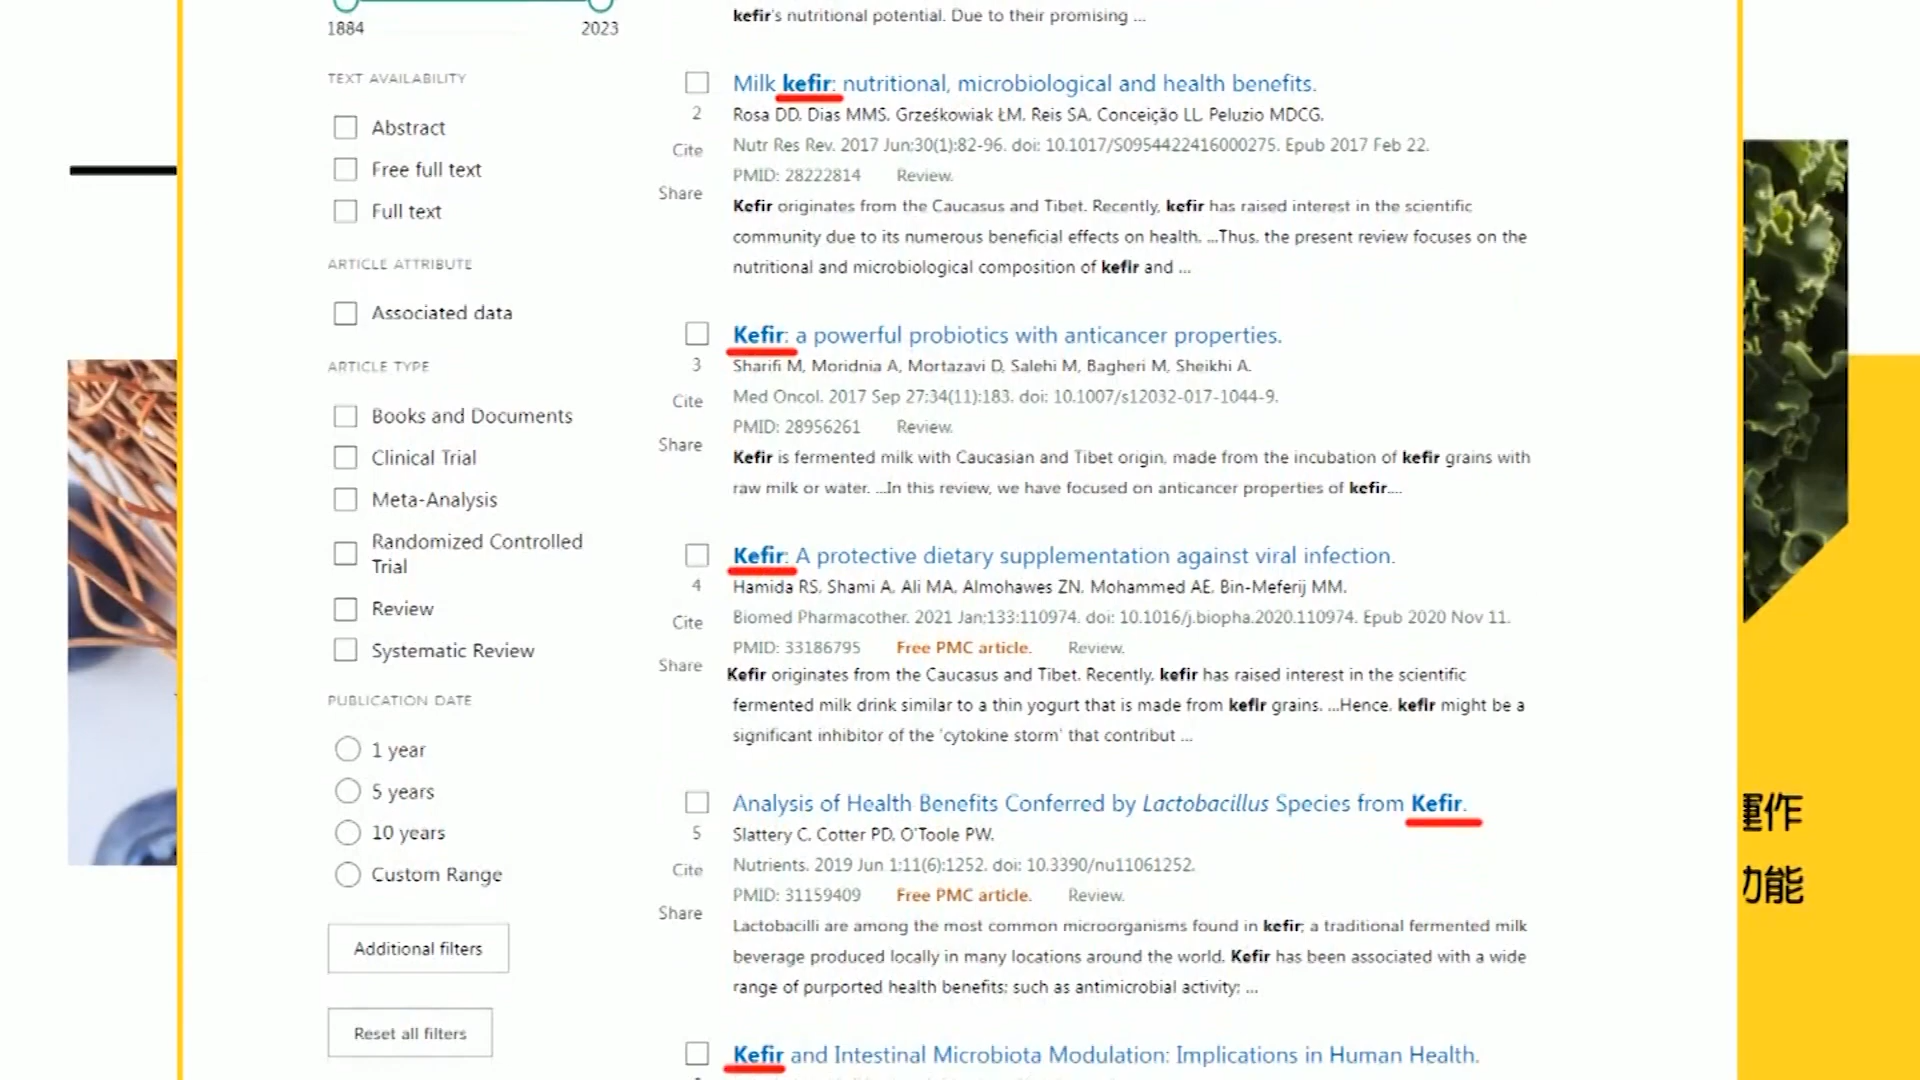 1884
2023
TEXT AVAILABILITY
Abstract
Free full text
Full text
ARTICLE ATTRIBUTE
Associated data
ARTICLE TYPE
Books and Documents
Clinical Trial
Meta-Analysis
Randomized Controlled
Trial
Review
Systematic Review
PUBLICATION DATE
1 year
5 years
10 years
Custom Range
Additional filters
Reset all filters
kefir's nutritional potential. Due to their promising ...
Milk kefir: nutritional, microbiological and health benefits.
2
Rosa DD, Dias MMS, Grześkowiak ŁM, Reis SA, Conceição LL, Peluzio MDCG.
Cite
Nutr Res Rev. 2017 Jun;30(1):82-96. doi: 10.1017/S0954422416000275. Epub 2017 Feb 22.
PMID: 28222814 Review.
Share
Kefir originates from the Caucasus and Tibet. Recently, kefir has raised interest in the scientific
community due to its numerous beneficial effects on health. ...Thus, the present review focuses on the
nutritional and microbiological composition of kefir and ...
Kefir: a powerful probiotics with anticancer properties.
3
Sharifi M, Moridnia A, Mortazavi D, Salehi M, Bagheri M, Sheikhi A.
Cite
Med Oncol. 2017 Sep 27;34(11):183. doi: 10.1007/s12032-017-1044-9.
PMID: 28956261 Review.
Share
Kefir is fermented milk with Caucasian and Tibet origin, made from the incubation of kefir grains with
raw milk or water. ...In this review, we have focused on anticancer properties of kefir....
Kefir: A protective dietary supplementation against viral infection.
4
Hamida RS, Shami A, Ali MA, Almohawes ZN, Mohammed AE, Bin-Meferij MM.
Cite
Biomed Pharmacother. 2021 Jan;133:110974. doi: 10.1016/j.biopha.2020.110974. Epub 2020 Nov 11.
PMID: 33186795 Free PMC article. Review.
Share
Kefir originates from the Caucasus and Tibet. Recently, kefir has raised interest in the scientific
fermented milk drink similar to a thin yogurt that is made from kefir grains. ...Hence, kefir might be a
significant inhibitor of the 'cytokine storm' that contribut ...
Analysis of Health Benefits Conferred by Lactobacillus Species from Kefir.
5
Slattery C, Cotter PD, O'Toole PW.
Cite
Nutrients. 2019 Jun 1;11(6):1252. doi: 10.3390/nu11061252.
PMID: 31159409 Free PMC article. Review.
Share
Lactobacilli are among the most common microorganisms found in kefir; a traditional fermented milk
beverage produced locally in many locations around the world. Kefir has been associated with a wide
range of purported health benefits; such as antimicrobial activity; ...
Kefir and Intestinal Microbiota Modulation: Implications in Human Health.
運作
功能